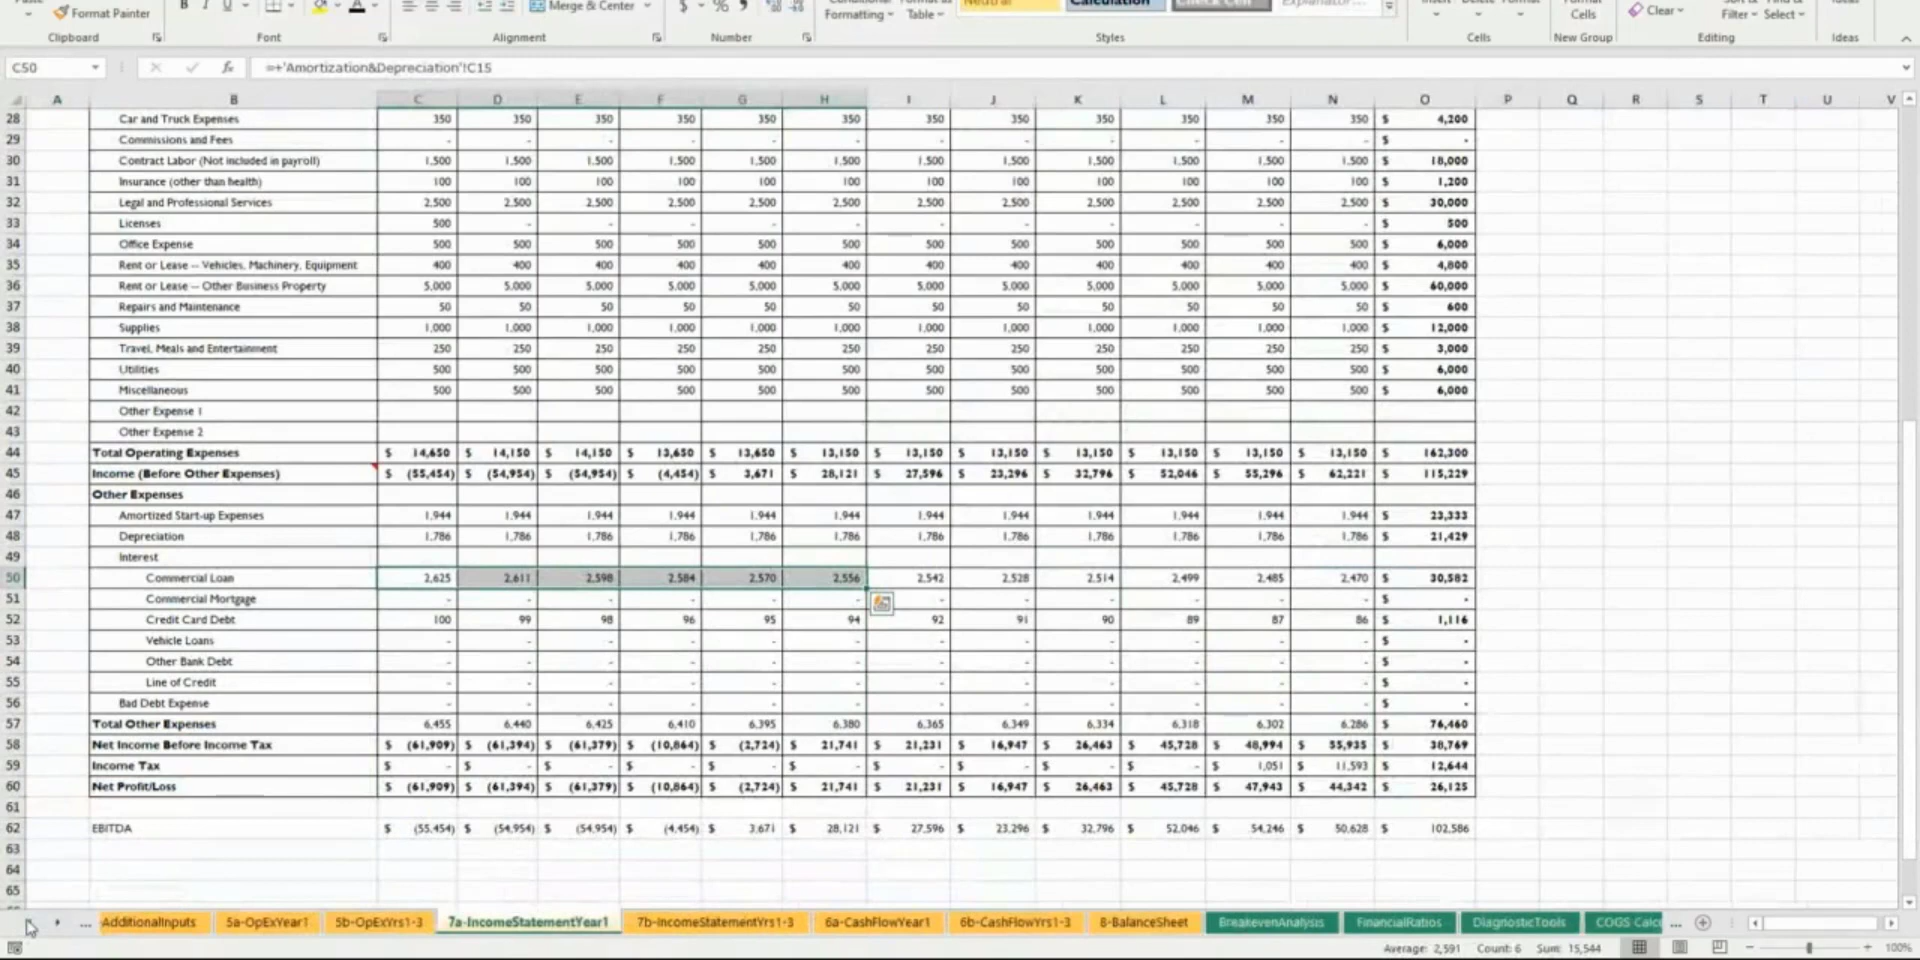 Format Painter
B I U
Merge & Center
$ % 9
Conditional Formatting
Format as Table
Neutral Calculation Check Cell Explanatory...
Insert Delete Format
Format Cells
Clear
Sort & Filter
Find & Select
Ideas
Clipboard Font Alignment Number Styles Cells New Group Editing Ideas
C50 fx =+'Amortization&Depreciation'!C15
A B C D E F G H I J K L M N O P Q R S T U V
28 Car and Truck Expenses 350 350 350 350 350 350 350 350 350 350 350 350 $ 4,200
29 Commissions and Fees - - - - - - - - - - - - $ -
30 Contract Labor (Not included in payroll) 1,500 1,500 1,500 1,500 1,500 1,500 1,500 1,500 1,500 1,500 1,500 1,500 $ 18,000
31 Insurance (other than health) 100 100 100 100 100 100 100 100 100 100 100 100 $ 1,200
32 Legal and Professional Services 2,500 2,500 2,500 2,500 2,500 2,500 2,500 2,500 2,500 2,500 2,500 2,500 $ 30,000
33 Licenses 500 - - - - - - - - - - - $ 500
34 Office Expense 500 500 500 500 500 500 500 500 500 500 500 500 $ 6,000
35 Rent or Lease -- Vehicles, Machinery, Equipment 400 400 400 400 400 400 400 400 400 400 400 400 $ 4,800
36 Rent or Lease -- Other Business Property 5,000 5,000 5,000 5,000 5,000 5,000 5,000 5,000 5,000 5,000 5,000 5,000 $ 60,000
37 Repairs and Maintenance 50 50 50 50 50 50 50 50 50 50 50 50 $ 600
38 Supplies 1,000 1,000 1,000 1,000 1,000 1,000 1,000 1,000 1,000 1,000 1,000 1,000 $ 12,000
39 Travel, Meals and Entertainment 250 250 250 250 250 250 250 250 250 250 250 250 $ 3,000
40 Utilities 500 500 500 500 500 500 500 500 500 500 500 500 $ 6,000
41 Miscellaneous 500 500 500 500 500 500 500 500 500 500 500 500 $ 6,000
42 Other Expense 1
43 Other Expense 2
44 Total Operating Expenses $ 14,650 $ 14,150 $ 14,150 $ 13,650 $ 13,650 $ 13,150 $ 13,150 $ 13,150 $ 13,150 $ 13,150 $ 13,150 $ 13,150 $ 162,300
45 Income (Before Other Expenses) $ (55,454) $ (54,954) $ (54,954) $ (4,454) $ 3,671 $ 28,121 $ 27,596 $ 23,296 $ 32,796 $ 52,046 $ 55,296 $ 62,221 $ 115,229
46 Other Expenses
47 Amortized Start-up Expenses 1,944 1,944 1,944 1,944 1,944 1,944 1,944 1,944 1,944 1,944 1,944 1,944 $ 23,333
48 Depreciation 1,786 1,786 1,786 1,786 1,786 1,786 1,786 1,786 1,786 1,786 1,786 1,786 $ 21,429
49 Interest
50 Commercial Loan 2,625 2,611 2,598 2,584 2,570 2,556 2,542 2,528 2,514 2,499 2,485 2,470 $ 30,582
51 Commercial Mortgage - - - - - - - - - - - - $ -
52 Credit Card Debt 100 99 98 96 95 94 92 91 90 89 87 86 $ 1,116
53 Vehicle Loans - - - - - - - - - - - - $ -
54 Other Bank Debt - - - - - - - - - - - - $ -
55 Line of Credit - - - - - - - - - - - - $ -
56 Bad Debt Expense - - - - - - - - - - - - $ -
57 Total Other Expenses 6,455 6,440 6,425 6,410 6,395 6,380 6,365 6,349 6,334 6,318 6,302 6,286 $ 76,460
58 Net Income Before Income Tax $ (61,909) $ (61,394) $ (61,379) $ (10,864) $ (2,724) $ 21,741 $ 21,231 $ 16,947 $ 26,463 $ 45,728 $ 48,994 $ 55,935 $ 38,769
59 Income Tax $ - $ - $ - $ - $ - $ - $ - $ - $ - $ - $ 1,051 $ 11,593 $ 12,644
60 Net Profit/Loss $ (61,909) $ (61,394) $ (61,379) $ (10,864) $ (2,724) $ 21,741 $ 21,231 $ 16,947 $ 26,463 $ 45,728 $ 47,943 $ 44,342 $ 26,125
61
62 EBITDA $ (55,454) $ (54,954) $ (54,954) $ (4,454) $ 3,671 $ 28,121 $ 27,596 $ 23,296 $ 32,796 $ 52,046 $ 54,246 $ 50,628 $ 102,586
63
64
65
... AdditionalInputs 5a-OpExYear1 5b-OpExYrs1-3 7a-IncomeStatementYear1 7b-IncomeStatementYrs1-3 6a-CashFlowYear1 6b-CashFlowYrs1-3 8-BalanceSheet BreakevenAnalysis FinancialRatios DiagnosticTools COGS Calc ...
Average: 2,591 Count: 6 Sum: 15,544 100%